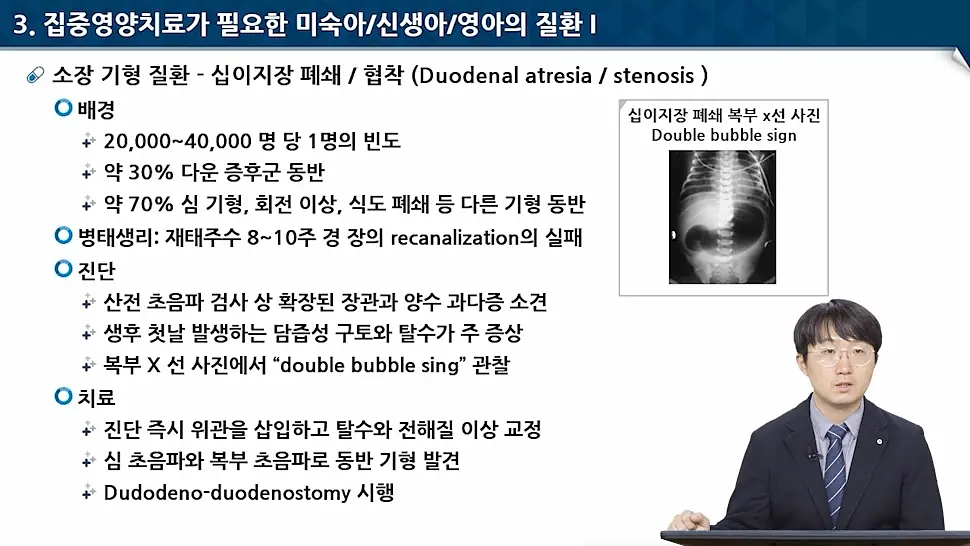 3. 집중영양치료가 필요한 미숙아/신생아/영아의 질환 I
소장 기형 질환 - 십이지장 폐쇄 / 협착 (Duodenal atresia / stenosis )
배경
20,000~40,000 명 당 1명의 빈도
약 30% 다운 증후군 동반
약 70% 심 기형, 회전 이상, 식도 폐쇄 등 다른 기형 동반
병태생리: 재태주수 8~10주 경 장의 recanalization의 실패
진단
산전 초음파 검사 상 확장된 장관과 양수 과다증 소견
생후 첫날 발생하는 담즙성 구토와 탈수가 주 증상
복부 X 선 사진에서 “double bubble sing” 관찰
치료
진단 즉시 위관을 삽입하고 탈수와 전해질 이상 교정
심 초음파와 복부 초음파로 동반 기형 발견
Dudodeno-duodenostomy 시행
십이지장 폐쇄 복부 x선 사진
Double bubble sign